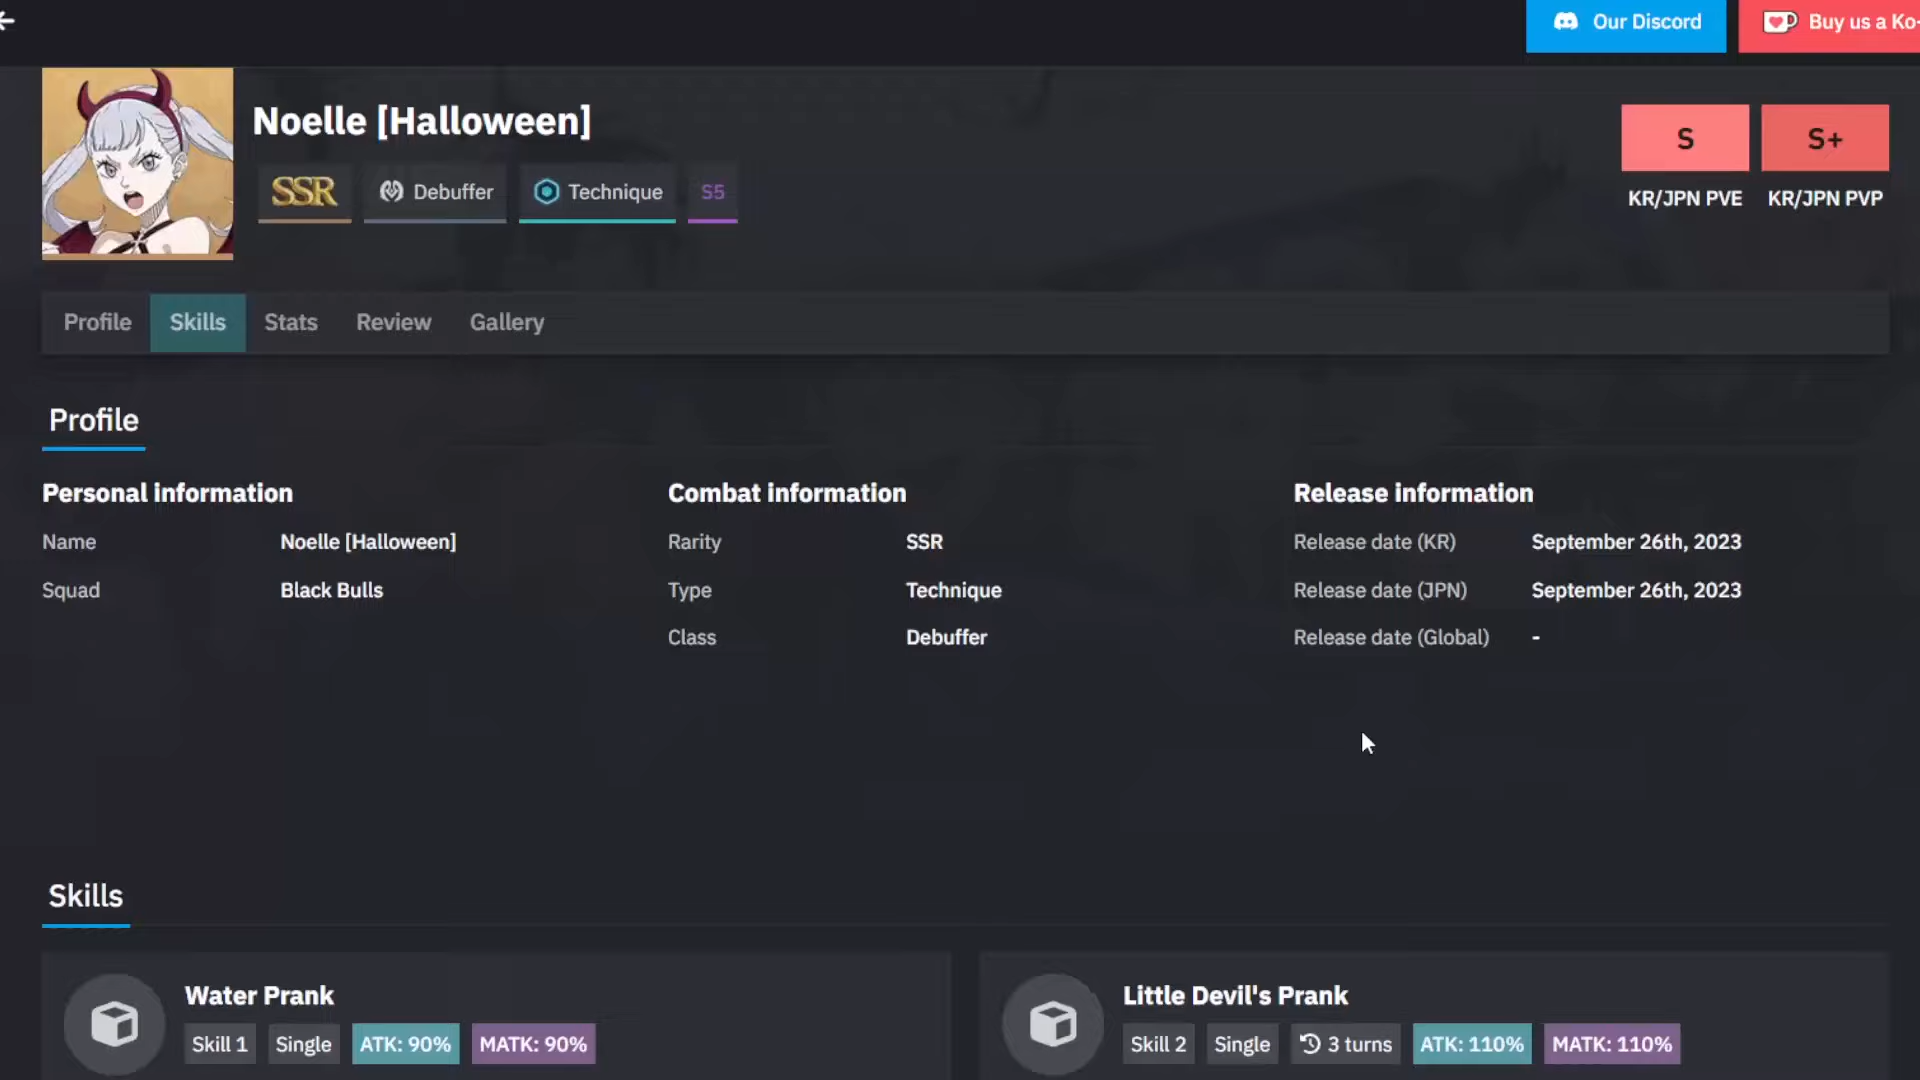 Our Discord
Buy us a Ko-
Noelle [Halloween]
SSR
Debuffer
Technique
S5
S
S+
KR/JPN PVE
KR/JPN PVP
Profile
Skills
Stats
Review
Gallery
Profile
Personal information
Combat information
Release information
Name
Noelle [Halloween]
Rarity
SSR
Release date (KR)
September 26th, 2023
Squad
Black Bulls
Type
Technique
Release date (JPN)
September 26th, 2023
Class
Debuffer
Release date (Global)
-
Skills
Water Prank
Skill 1
Single
ATK: 90%
MATK: 90%
Little Devil's Prank
Skill 2
Single
3 turns
ATK: 110%
MATK: 110%